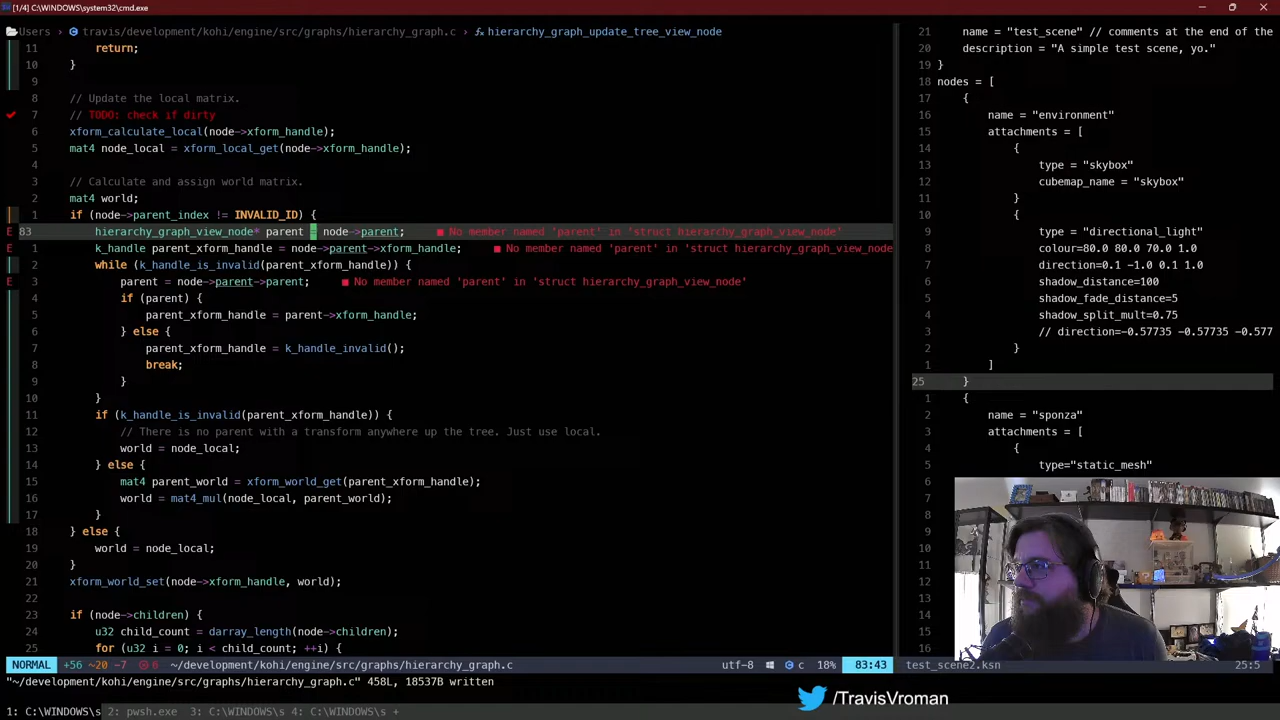 [1/4] C:\WINDOWS\system32\cmd.exe
Users › travis/development/kohi/engine/src/graphs/hierarchy_graph.c › hierarchy_graph_update_tree_view_node
11 return;
10 }
9
8 // Update the local matrix.
7 // TODO: check if dirty
6 xform_calculate_local(node->xform_handle);
5 mat4 node_local = xform_local_get(node->xform_handle);
4
3 // Calculate and assign world matrix.
2 mat4 world;
1 if (node->parent_index != INVALID_ID) {
E 83 hierarchy_graph_view_node* parent = node->parent; ■ No member named 'parent' in 'struct hierarchy_graph_view_node'
E 1 k_handle parent_xform_handle = node->parent->xform_handle; ■ No member named 'parent' in 'struct hierarchy_graph_view_node
2 while (k_handle_is_invalid(parent_xform_handle)) {
E 3 parent = node->parent->parent; ■ No member named 'parent' in 'struct hierarchy_graph_view_node'
4 if (parent) {
5 parent_xform_handle = parent->xform_handle;
6 } else {
7 parent_xform_handle = k_handle_invalid();
8 break;
9 }
10 }
11 if (k_handle_is_invalid(parent_xform_handle)) {
12 // There is no parent with a transform anywhere up the tree. Just use local.
13 world = node_local;
14 } else {
15 mat4 parent_world = xform_world_get(parent_xform_handle);
16 world = mat4_mul(node_local, parent_world);
17 }
18 } else {
19 world = node_local;
20 }
21 xform_world_set(node->xform_handle, world);
22
23 if (node->children) {
24 u32 child_count = darray_length(node->children);
25 for (u32 i = 0; i < child_count; ++i) {
NORMAL +56 ~20 -7 6 ~/development/kohi/engine/src/graphs/hierarchy_graph.c utf-8 c 18% 83:43
"~/development/kohi/engine/src/graphs/hierarchy_graph.c" 458L, 18537B written
1: C:\WINDOWS\s 2: pwsh.exe 3: C:\WINDOWS\s 4: C:\WINDOWS\s +
21 name = "test_scene" // comments at the end of the
20 description = "A simple test scene, yo."
19 }
18 nodes = [
17 {
16 name = "environment"
15 attachments = [
14 {
13 type = "skybox"
12 cubemap_name = "skybox"
11 }
10 {
9 type = "directional_light"
8 colour=80.0 80.0 70.0 1.0
7 direction=0.1 -1.0 0.1 1.0
6 shadow_distance=100
5 shadow_fade_distance=5
4 shadow_split_mult=0.75
3 // direction=-0.57735 -0.57735 -0.577
2 }
1 ]
25 }
1 {
2 name = "sponza"
3 attachments = [
4 {
5 type="static_mesh"
6
7
8
9
10
11
12
13
14
15
test_scene2.ksn 25:5
/TravisVroman